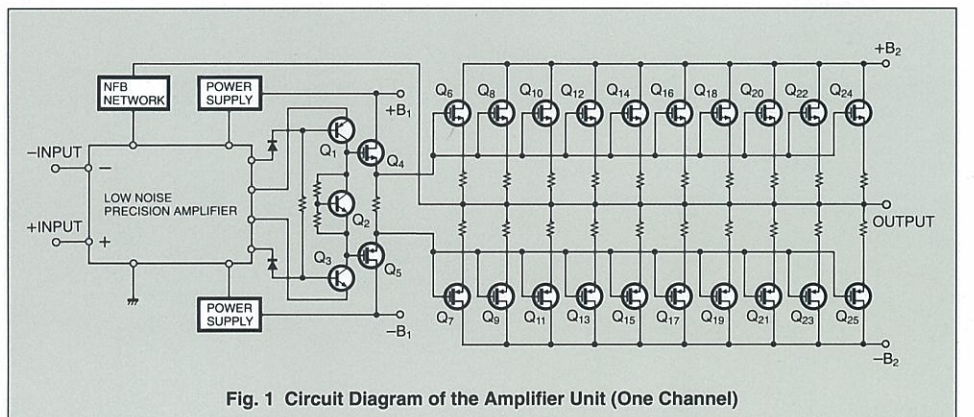 +B₂
NFB NETWORK
POWER SUPPLY
+B₁
Q₆ Q₈ Q₁₀ Q₁₂ Q₁₄ Q₁₆ Q₁₈ Q₂₀ Q₂₂ Q₂₄
Q₁
Q₄
−INPUT
−
LOW NOISE
PRECISION AMPLIFIER
Q₂
+INPUT
+
OUTPUT
Q₃
Q₅
POWER SUPPLY
−B₁
Q₇ Q₉ Q₁₁ Q₁₃ Q₁₅ Q₁₇ Q₁₉ Q₂₁ Q₂₃ Q₂₅
−B₂
Fig. 1 Circuit Diagram of the Amplifier Unit (One Channel)